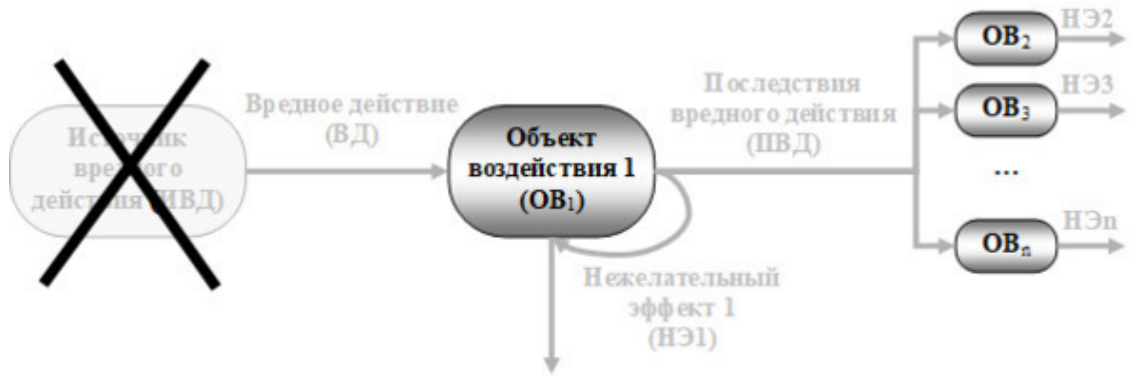 Источник
вредного
действия (ИВД)
Вредное действие
(ВД)
Объект
воздействия 1
(ОВ1)
Последствия
вредного действия
(ПВД)
Нежелательный
эффект 1
(НЭ1)
ОВ2
НЭ2
ОВ3
НЭ3
...
ОВn
НЭn